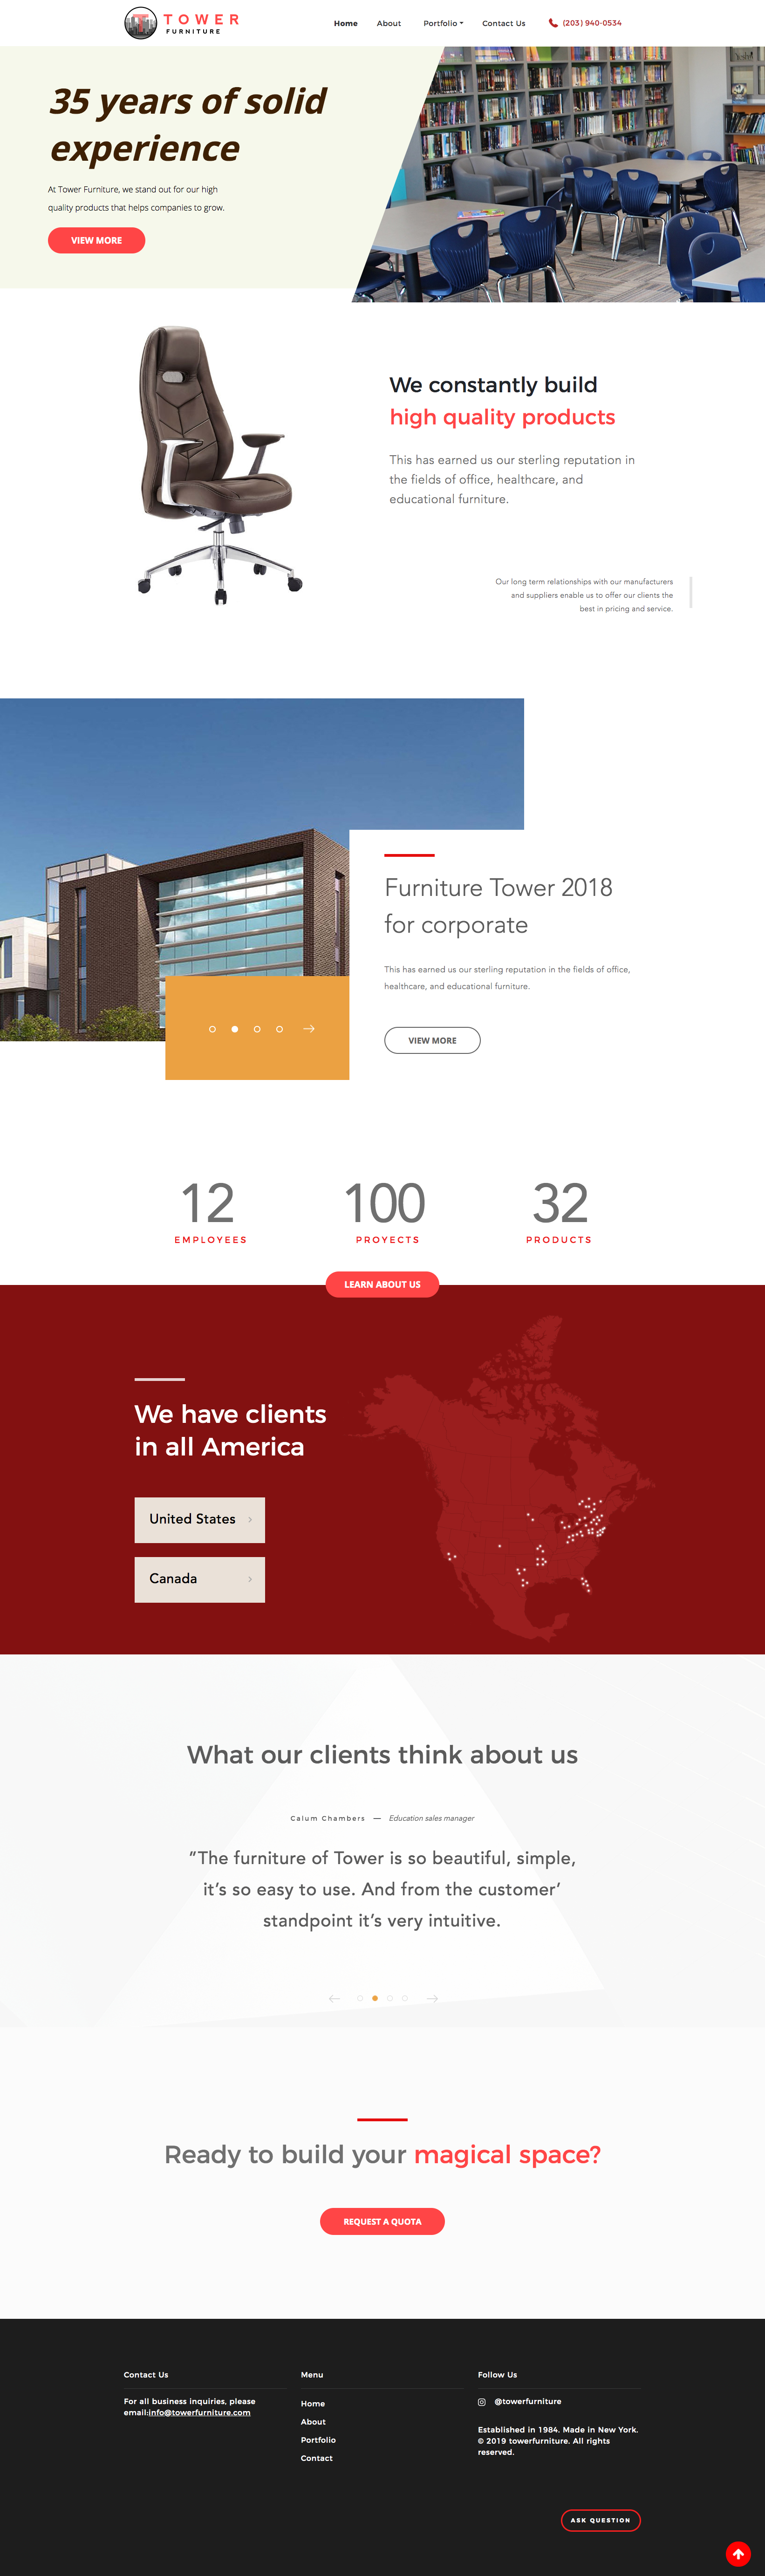 TOWER
FURNITURE
Home About Portfolio Contact Us (203) 940-0534
35 years of solid
experience
At Tower Furniture, we stand out for our high
quality products that helps companies to grow.
VIEW MORE
We constantly build
high quality products
This has earned us our sterling reputation in
the fields of office, healthcare, and
educational furniture.
Our long term relationships with our manufacturers
and suppliers enable us to offer our clients the
best in pricing and service.
Furniture Tower 2018
for corporate
This has earned us our sterling reputation in the fields of office,
healthcare, and educational furniture.
VIEW MORE
12 100 32
EMPLOYEES PROYECTS PRODUCTS
LEARN ABOUT US
We have clients
in all America
United States
Canada
What our clients think about us
Calum Chambers — Education sales manager
”The furniture of Tower is so beautiful, simple,
it’s so easy to use. And from the customer’
standpoint it’s very intuitive.
Ready to build your magical space?
REQUEST A QUOTA
Contact Us
For all business inquiries, please
email:info@towerfurniture.com
Menu
Home
About
Portfolio
Contact
Follow Us
@towerfurniture
Established in 1984. Made in New York.
© 2019 towerfurniture. All rights
reserved.
ASK QUESTION